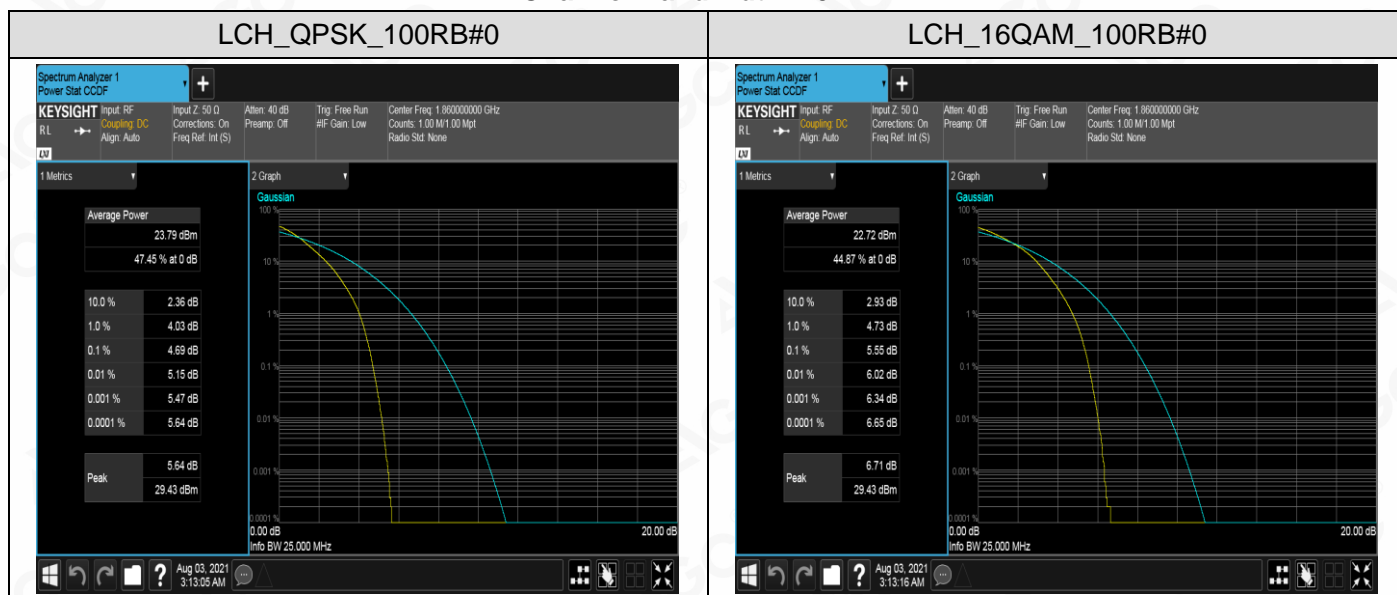 LCH_QPSK_100RB#0
Spectrum Analyzer 1
Power Stat CCDF
+
KEYSIGHT
RL
LXI
Input: RF
Coupling: DC
Align: Auto
Input Z: 50 Ω
Corrections: On
Freq Ref: Int (S)
Atten: 40 dB
Preamp: Off
Trig: Free Run
#IF Gain: Low
Center Freq: 1.860000000 GHz
Counts: 1.00 M/1.00 Mpt
Radio Std: None
1 Metrics
Average Power
23.79 dBm
47.45 % at 0 dB
10.0 % 2.36 dB
1.0 % 4.03 dB
0.1 % 4.69 dB
0.01 % 5.15 dB
0.001 % 5.47 dB
0.0001 % 5.64 dB
Peak
5.64 dB
29.43 dBm
2 Graph
Gaussian
100 %
10 %
1 %
0.1 %
0.01 %
0.001 %
0.0001 %
0.00 dB 20.00 dB
Info BW 25.000 MHz
?
Aug 03, 2021
3:13:05 AM
LCH_16QAM_100RB#0
Spectrum Analyzer 1
Power Stat CCDF
+
KEYSIGHT
RL
LXI
Input: RF
Coupling: DC
Align: Auto
Input Z: 50 Ω
Corrections: On
Freq Ref: Int (S)
Atten: 40 dB
Preamp: Off
Trig: Free Run
#IF Gain: Low
Center Freq: 1.860000000 GHz
Counts: 1.00 M/1.00 Mpt
Radio Std: None
1 Metrics
Average Power
22.72 dBm
44.87 % at 0 dB
10.0 % 2.93 dB
1.0 % 4.73 dB
0.1 % 5.55 dB
0.01 % 6.02 dB
0.001 % 6.34 dB
0.0001 % 6.65 dB
Peak
6.71 dB
29.43 dBm
2 Graph
Gaussian
100 %
10 %
1 %
0.1 %
0.01 %
0.001 %
0.0001 %
0.00 dB 20.00 dB
Info BW 25.000 MHz
?
Aug 03, 2021
3:13:16 AM